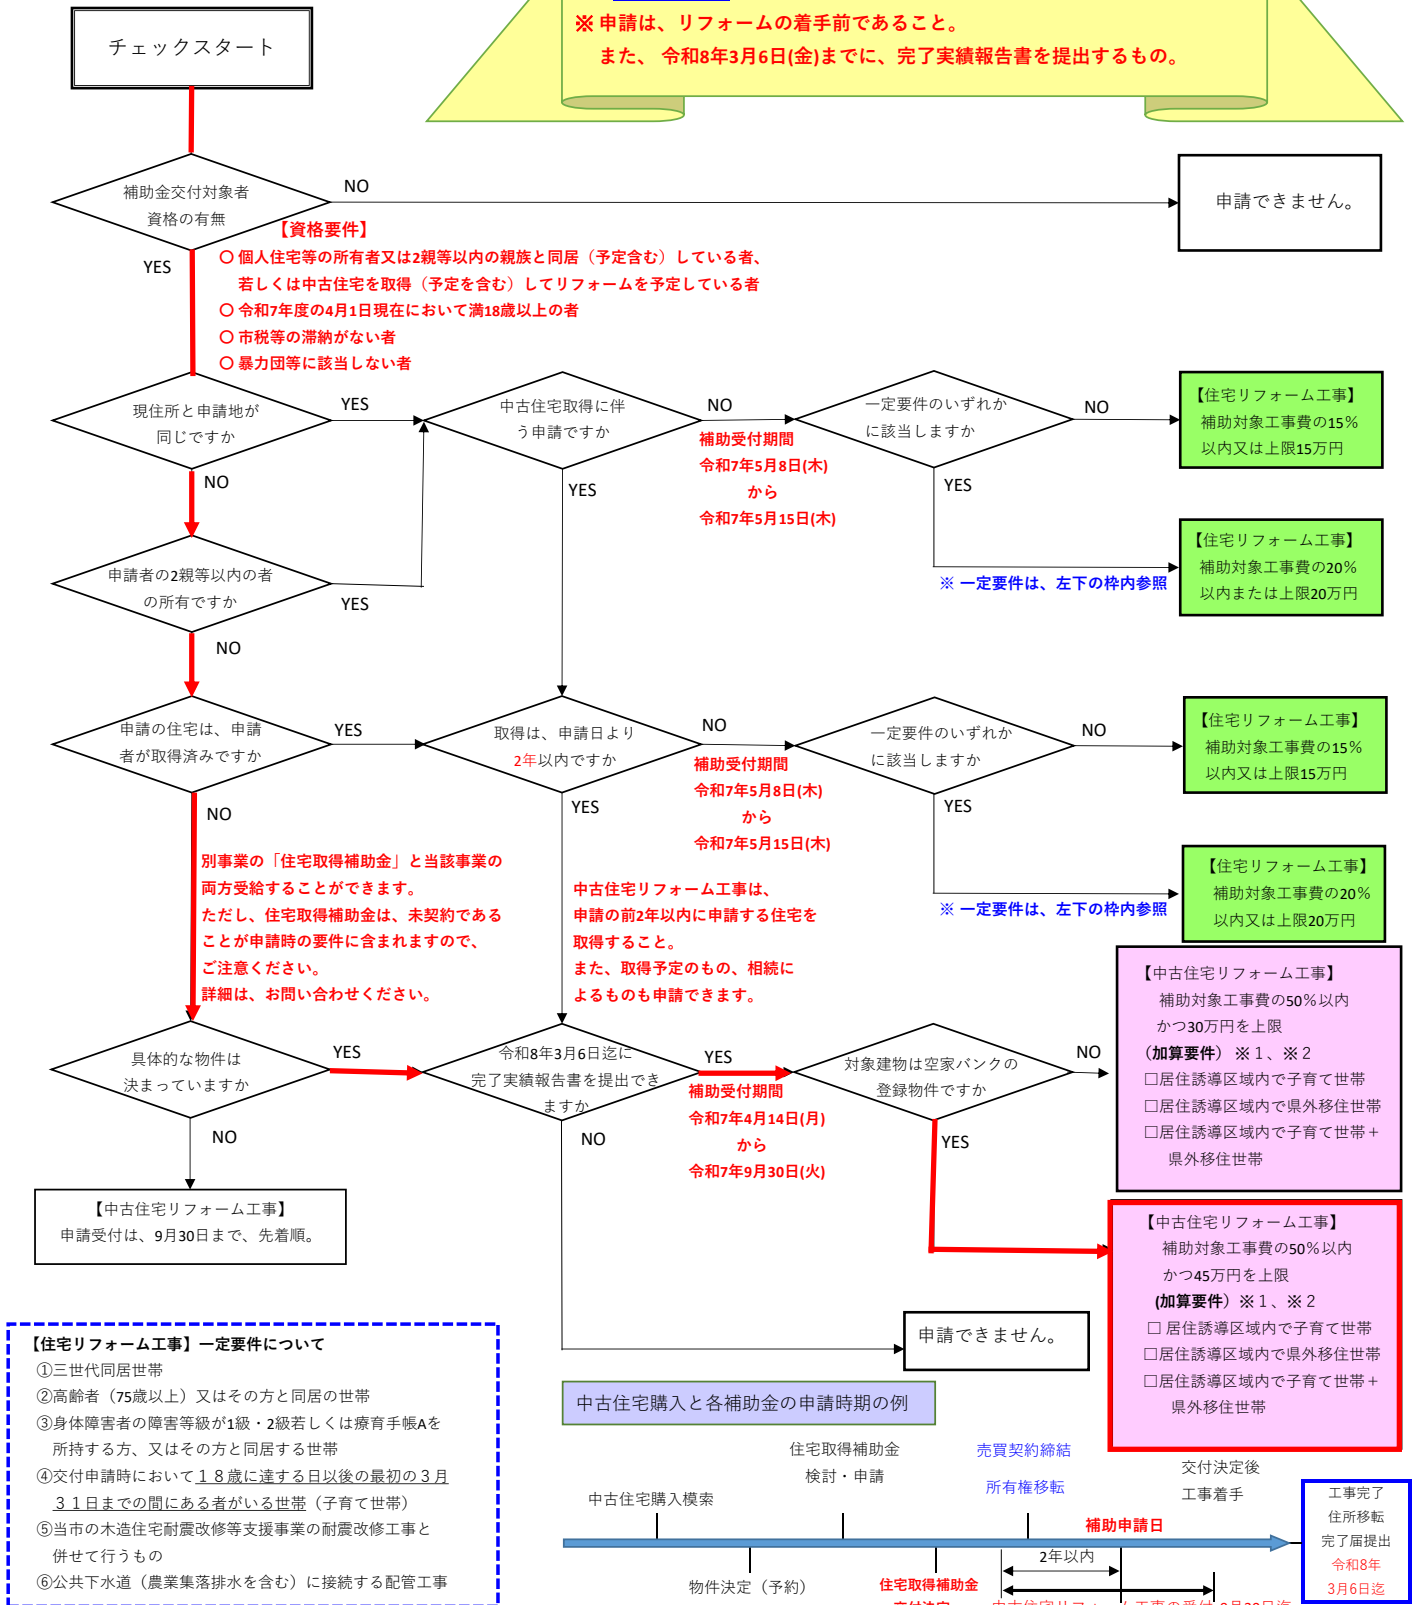 ※ 申請は、リフォームの着手前であること。
また、 令和8年3月6日(金)までに、完了実績報告書を提出するもの。
チェックスタート
補助金交付対象者
資格の有無
NO
申請できません。
YES
【資格要件】
〇 個人住宅等の所有者又は2親等以内の親族と同居（予定含む）している者、
若しくは中古住宅を取得（予定を含む）してリフォームを予定している者
〇 令和7年度の4月1日現在において満18歳以上の者
〇 市税等の滞納がない者
〇 暴力団等に該当しない者
現住所と申請地が
同じですか
YES
NO
中古住宅取得に伴
う申請ですか
NO
YES
補助受付期間
令和7年5月8日(木)
から
令和7年5月15日(木)
一定要件のいずれか
に該当しますか
NO
YES
【住宅リフォーム工事】
補助対象工事費の15%
以内又は上限15万円
【住宅リフォーム工事】
補助対象工事費の20%
以内または上限20万円
※ 一定要件は、左下の枠内参照
申請者の2親等以内の者
の所有ですか
YES
NO
申請の住宅は、申請
者が取得済みですか
YES
NO
取得は、申請日より
2年以内ですか
NO
YES
補助受付期間
令和7年5月8日(木)
から
令和7年5月15日(木)
一定要件のいずれか
に該当しますか
NO
YES
【住宅リフォーム工事】
補助対象工事費の15%
以内又は上限15万円
【住宅リフォーム工事】
補助対象工事費の20%
以内又は上限20万円
※ 一定要件は、左下の枠内参照
別事業の「住宅取得補助金」と当該事業の
両方受給することができます。
ただし、住宅取得補助金は、未契約である
ことが申請時の要件に含まれますので、
ご注意ください。
詳細は、お問い合わせください。
中古住宅リフォーム工事は、
申請の前2年以内に申請する住宅を
取得すること。
また、取得予定のもの、相続に
よるものも申請できます。
具体的な物件は
決まっていますか
YES
NO
令和8年3月6日迄に
完了実績報告書を提出でき
ますか
YES
NO
補助受付期間
令和7年4月14日(月)
から
令和7年9月30日(火)
対象建物は空家バンクの
登録物件ですか
NO
YES
【中古住宅リフォーム工事】
補助対象工事費の50%以内
かつ30万円を上限
(加算要件）※１、※２
□居住誘導区域内で子育て世帯
□居住誘導区域内で県外移住世帯
□居住誘導区域内で子育て世帯＋
県外移住世帯
【中古住宅リフォーム工事】
補助対象工事費の50%以内
かつ45万円を上限
(加算要件）※１、※２
□ 居住誘導区域内で子育て世帯
□居住誘導区域内で県外移住世帯
□居住誘導区域内で子育て世帯＋
県外移住世帯
【中古住宅リフォーム工事】
申請受付は、9月30日まで、先着順。
申請できません。
【住宅リフォーム工事】一定要件について
①三世代同居世帯
②高齢者（75歳以上）又はその方と同居の世帯
③身体障害者の障害等級が1級・2級若しくは療育手帳Aを
所持する方、又はその方と同居する世帯
④交付申請時において１８歳に達する日以後の最初の３月
３１日までの間にある者がいる世帯（子育て世帯）
⑤当市の木造住宅耐震改修等支援事業の耐震改修工事と
併せて行うもの
⑥公共下水道（農業集落排水を含む）に接続する配管工事
中古住宅購入と各補助金の申請時期の例
中古住宅購入模索
住宅取得補助金
検討・申請
売買契約締結
所有権移転
交付決定後
工事着手
補助申請日
工事完了
住所移転
完了届提出
令和8年
3月6日迄
2年以内
物件決定（予約）
住宅取得補助金